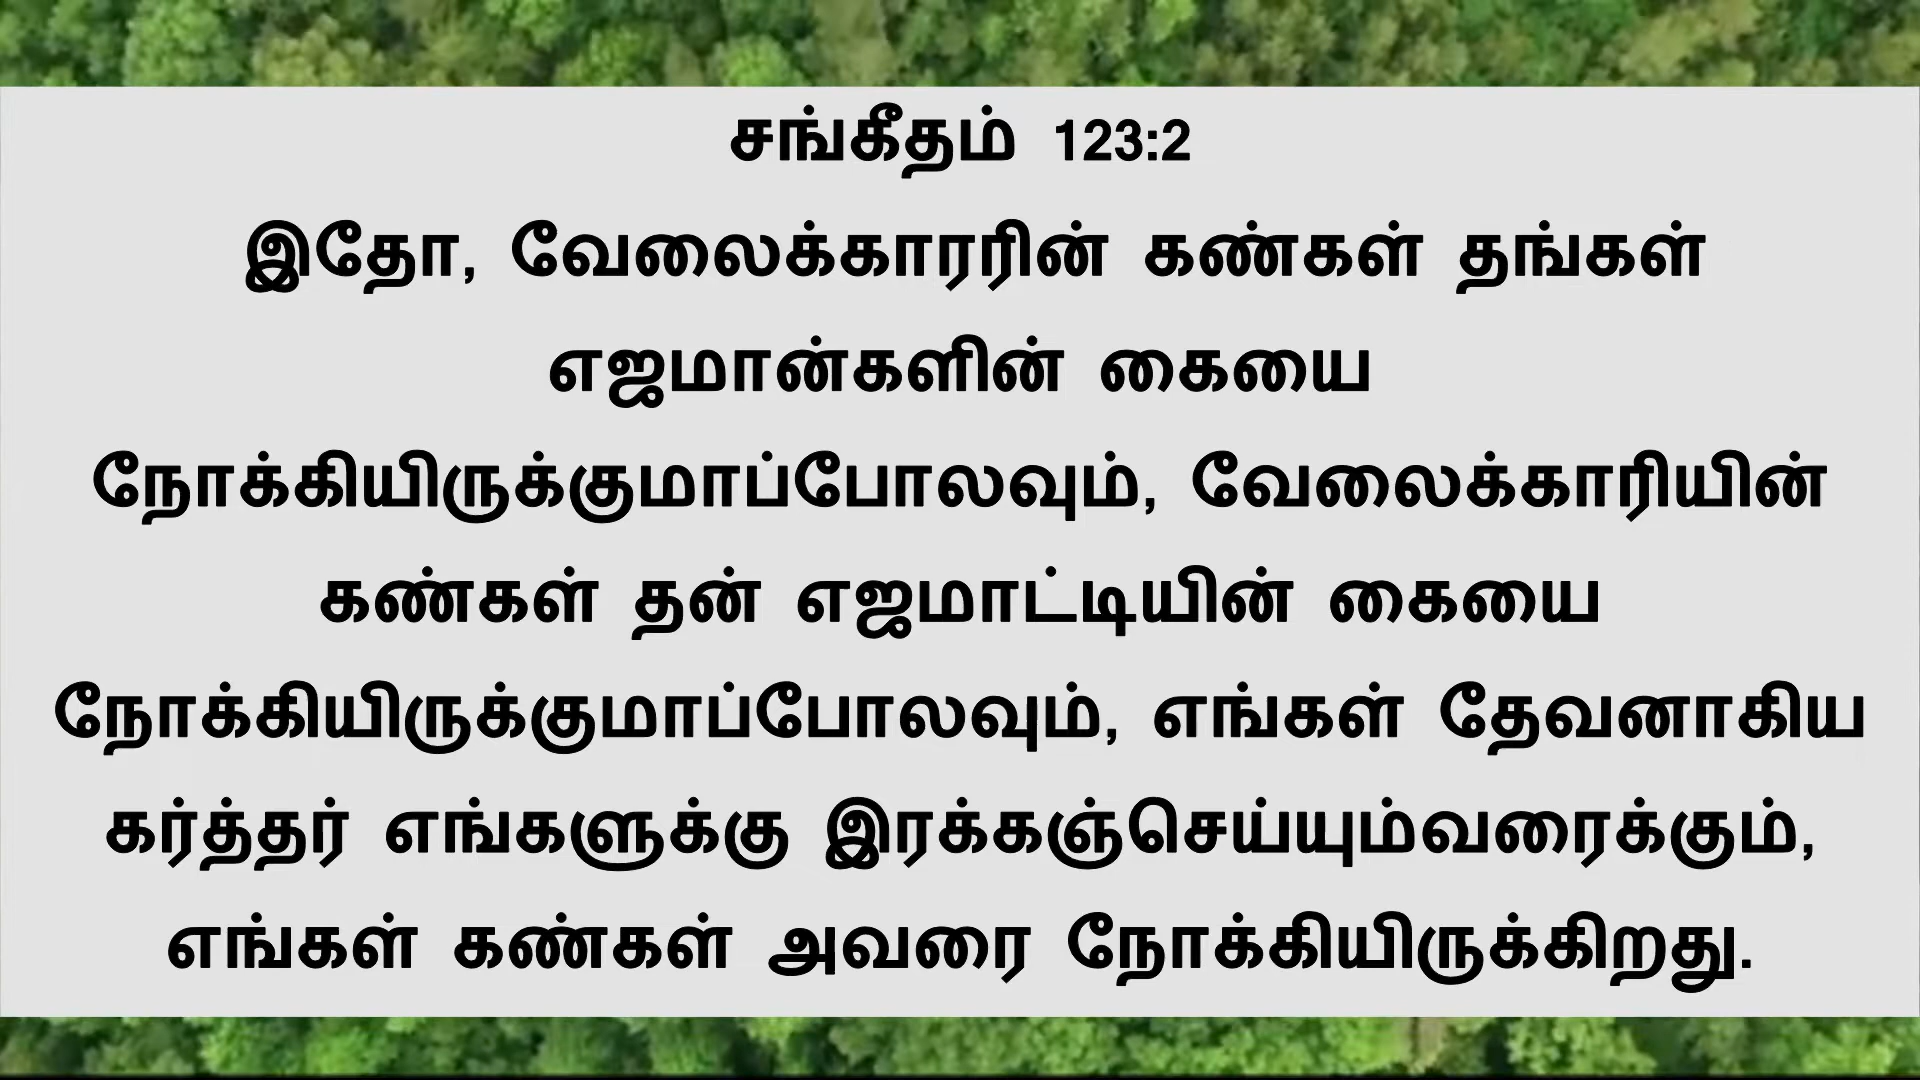 சங்கீதம் 123:2
இதோ, வேலைக்காரரின் கண்கள் தங்கள்
எஜமான்களின் கையை
நோக்கியிருக்குமாப்போலவும், வேலைக்காரியின்
கண்கள் தன் எஜமாட்டியின் கையை
நோக்கியிருக்குமாப்போலவும், எங்கள் தேவனாகிய
கர்த்தர் எங்களுக்கு இரக்கஞ்செய்யும்வரைக்கும்,
எங்கள் கண்கள் அவரை நோக்கியிருக்கிறது.